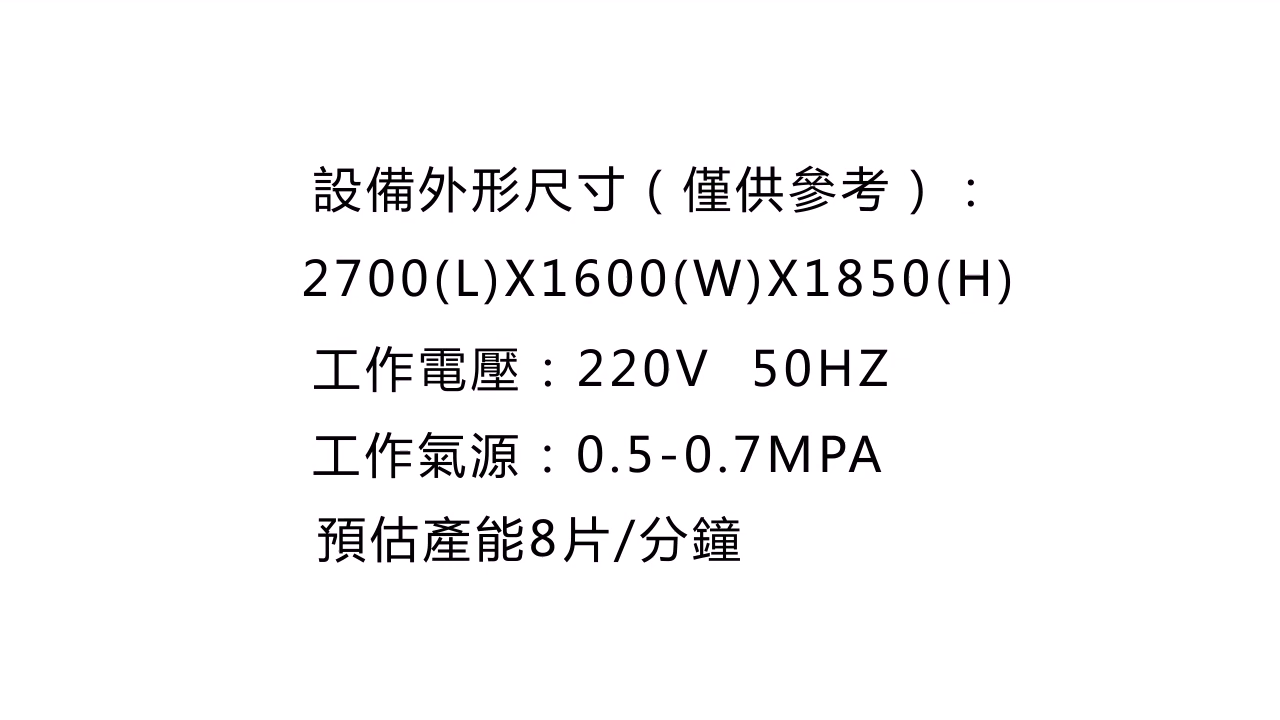 設備外形尺寸（僅供參考）：
2700(L)X1600(W)X1850(H)
工作電壓：220V 50HZ
工作氣源：0.5-0.7MPA
預估產能8片/分鐘